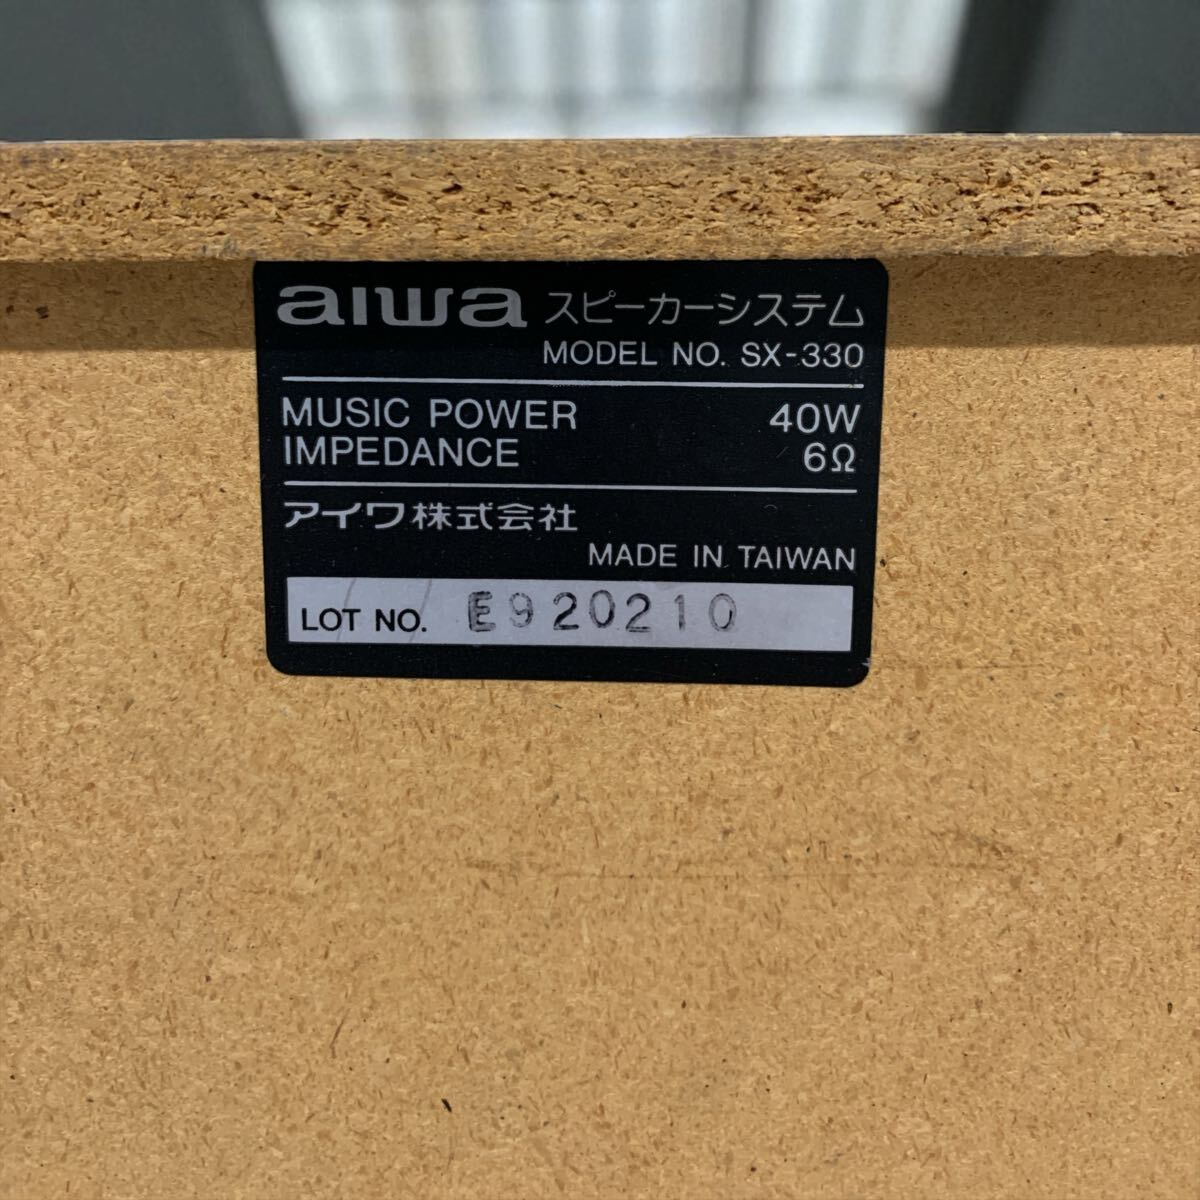 aiwa スピーカーシステム
MODEL NO. SX-330
MUSIC POWER 40W
IMPEDANCE 6Ω
アイワ株式会社
MADE IN TAIWAN
LOT NO. E920210